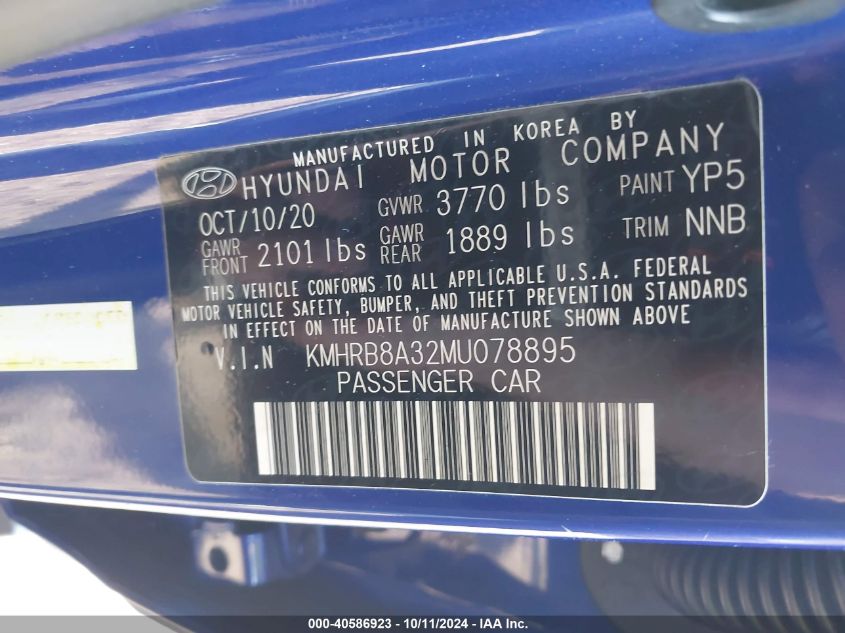 MANUFACTURED IN KOREA BY
HYUNDAI MOTOR COMPANY
OCT/10/20 GVWR 3770 lbs PAINT YP5
GAWR FRONT 2101 lbs GAWR REAR 1889 lbs TRIM NNB
THIS VEHICLE CONFORMS TO ALL APPLICABLE U.S.A. FEDERAL
MOTOR VEHICLE SAFETY, BUMPER, AND THEFT PREVENTION STANDARDS
IN EFFECT ON THE DATE OF MANUFACTURE SHOWN ABOVE
V.I.N KMHRB8A32MU078895
PASSENGER CAR
000-40586923 - 10/11/2024 - IAA Inc.